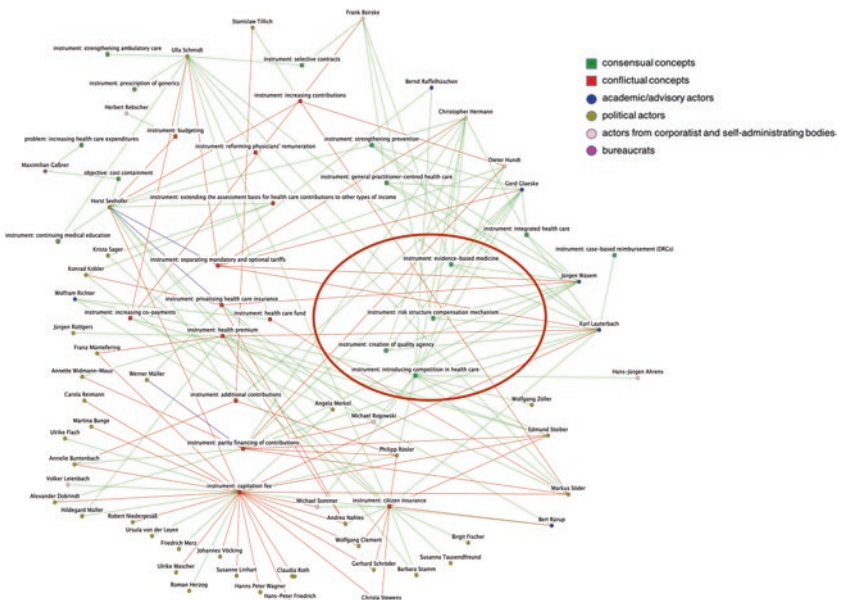 Frank Bsirske
Stanislaw Tillich
instrument: strengthening ambulatory care
Ulla Schmidt
instrument: selective contracts
consensual concepts
conflictual concepts
academic/advisory actors
political actors
actors from corporatist and self-administrating bodies
bureaucrats
instrument: prescription of generics
Bernd Raffelhüschen
instrument: increasing contributions
Herbert Rebscher
Christopher Hermann
instrument: budgeting
problem: increasing health care expenditures
instrument: reforming physicians' remuneration
instrument: strengthening prevention
Maximilian Gaßner
objective: cost containment
Dieter Hundt
instrument: general practitioner-centred health care
Gerd Glaeske
Horst Seehofer
instrument: extending the assessment basis for health care contributions to other types of income
instrument: continuing medical education
instrument: integrated health care
Krista Sager
instrument: case-based reimbursement (DRGs)
instrument: separating mandatory and optional tariffs
instrument: evidence-based medicine
Konrad Kobler
Jürgen Wasem
Wolfram Richter
instrument: privatising health care insurance
instrument: increasing co-payments
instrument: health care fund
instrument: risk structure compensation mechanism
Jürgen Rüttgers
instrument: health premium
Karl Lauterbach
Franz Müntefering
instrument: creation of quality agency
Annette Widmann-Mauz
Werner Müller
instrument: introducing competition in health care
Hans-Jürgen Ahrens
Carola Reimann
instrument: additional contributions
Angela Merkel
Wolfgang Zöller
Martina Bunge
Michael Rogowski
Ulrike Flach
instrument: parity financing of contributions
Edmund Stoiber
Annelie Buntenbach
Philipp Rösler
Volker Leienbach
instrument: capitation fee
Markus Söder
Alexander Dobrindt
Michael Sommer
instrument: citizen insurance
Hildegard Müller
Robert Niedergesäß
Andrea Nahles
Bert Rürup
Ursula von der Leyen
Friedrich Merz
Wolfgang Clement
Birgit Fischer
Johannes Vöcking
Susanna Tausendfreund
Ulrike Mascher
Susanne Linhart
Claudia Roth
Gerhard Schröder
Barbara Stamm
Roman Herzog
Hanns Peter Wagner
Hans-Peter Friedrich
Christa Stewens